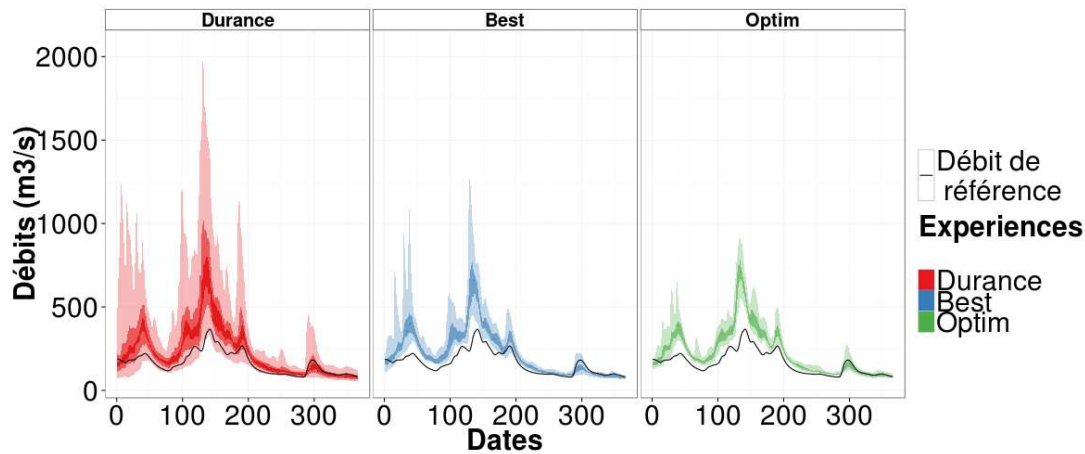 Durance
Best
Optim
2000
1500
1000
500
0
Débits (m3/s)
0 100 200 300
0 100 200 300
0 100 200 300
Dates
Débit de
référence
Experiences
Durance
Best
Optim